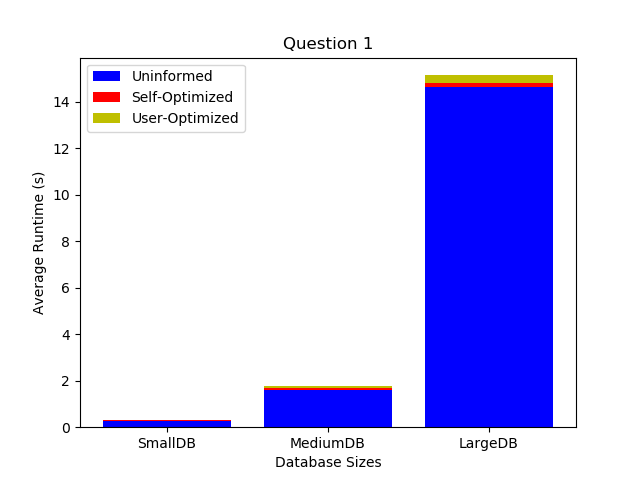 Question 1
Uninformed
Self-Optimized
User-Optimized
14
12
10
8
6
4
2
0
Average Runtime (s)
SmallDB
MediumDB
LargeDB
Database Sizes